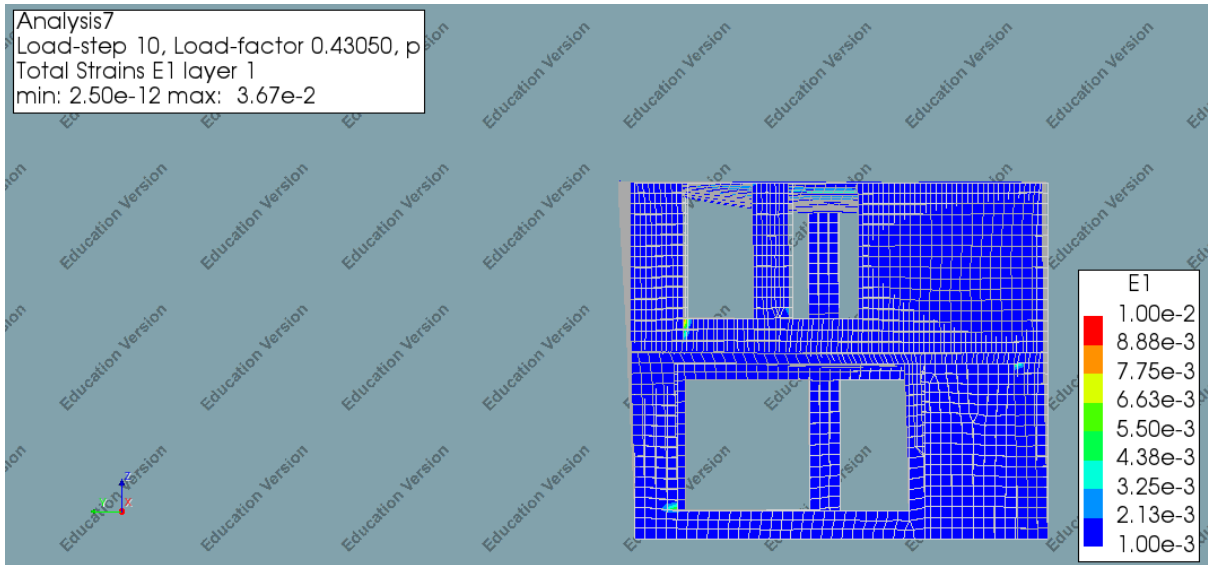 Analysis7
Load-step 10, Load-factor 0.43050, p
Total Strains E1 layer 1
min: 2.50e-12 max: 3.67e-2
Education Version
E1
1.00e-2
8.88e-3
7.75e-3
6.63e-3
5.50e-3
4.38e-3
3.25e-3
2.13e-3
1.00e-3
Z
Y
X